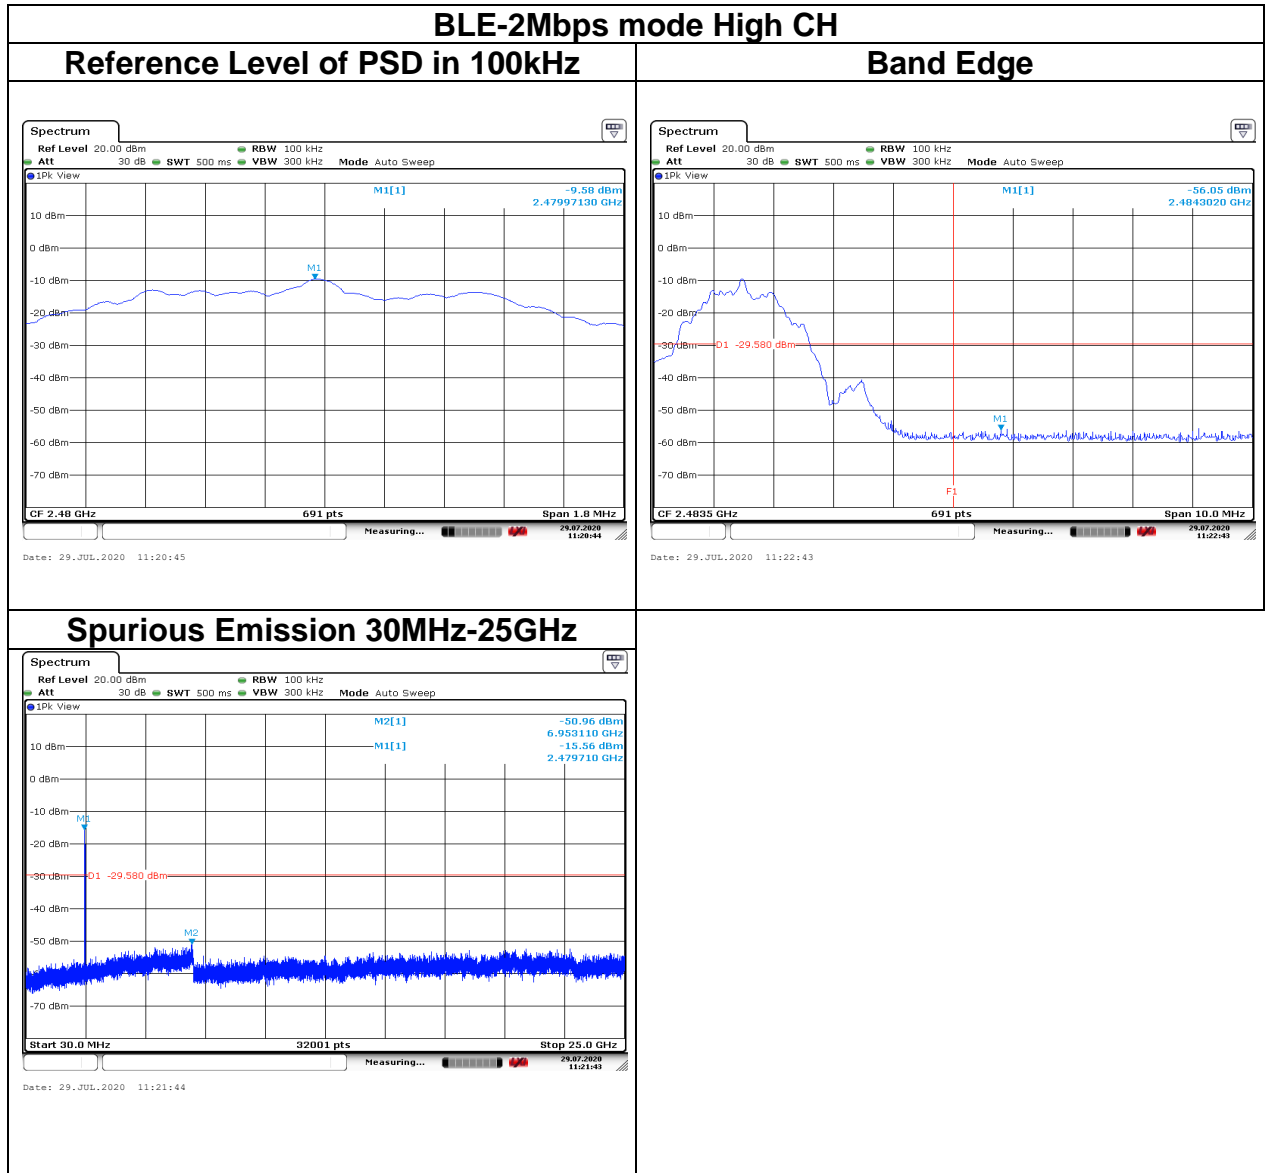 BLE-2Mbps mode High CH
Reference Level of PSD in 100kHz
Band Edge
Spectrum
Ref Level 20.00 dBm RBW 100 kHz
Att 30 dB SWT 500 ms VBW 300 kHz Mode Auto Sweep
1Pk View
M1[1] -9.58 dBm
2.47997130 GHz
10 dBm
0 dBm
M1
-10 dBm
-20 dBm
-30 dBm
-40 dBm
-50 dBm
-60 dBm
-70 dBm
CF 2.48 GHz 691 pts Span 1.8 MHz
Measuring... 29.07.2020
11:20:44
Date: 29.JUL.2020 11:20:45
Spectrum
Ref Level 20.00 dBm RBW 100 kHz
Att 30 dB SWT 500 ms VBW 300 kHz Mode Auto Sweep
1Pk View
M1[1] -56.05 dBm
2.4843020 GHz
10 dBm
0 dBm
-10 dBm
-20 dBm
-30 dBm D1 -29.580 dBm
-40 dBm
-50 dBm
M1
-60 dBm
-70 dBm
F1
CF 2.4835 GHz 691 pts Span 10.0 MHz
Measuring... 29.07.2020
11:22:43
Date: 29.JUL.2020 11:22:43
Spurious Emission 30MHz-25GHz
Spectrum
Ref Level 20.00 dBm RBW 100 kHz
Att 30 dB SWT 500 ms VBW 300 kHz Mode Auto Sweep
1Pk View
M2[1] -50.96 dBm
6.953110 GHz
10 dBm M1[1] -15.56 dBm
2.479710 GHz
0 dBm
-10 dBm
M1
-20 dBm
-30 dBm D1 -29.580 dBm
-40 dBm
M2
-50 dBm
-70 dBm
Start 30.0 MHz 32001 pts Stop 25.0 GHz
Measuring... 29.07.2020
11:21:43
Date: 29.JUL.2020 11:21:44